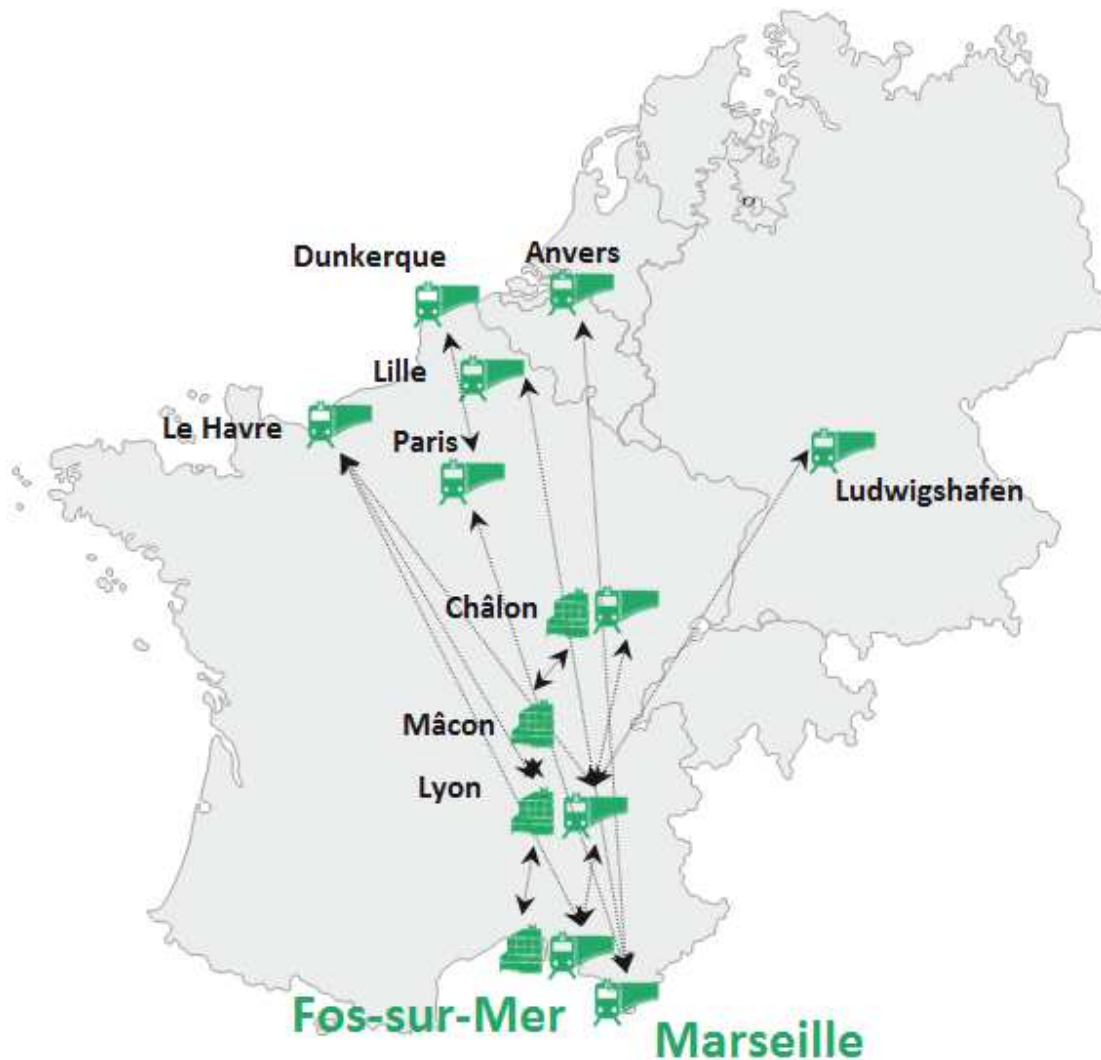 Dunkerque
Anvers
Lille
Le Havre
Paris
Ludwigshafen
Châlon
Mâcon
Lyon
Fos-sur-Mer
Marseille